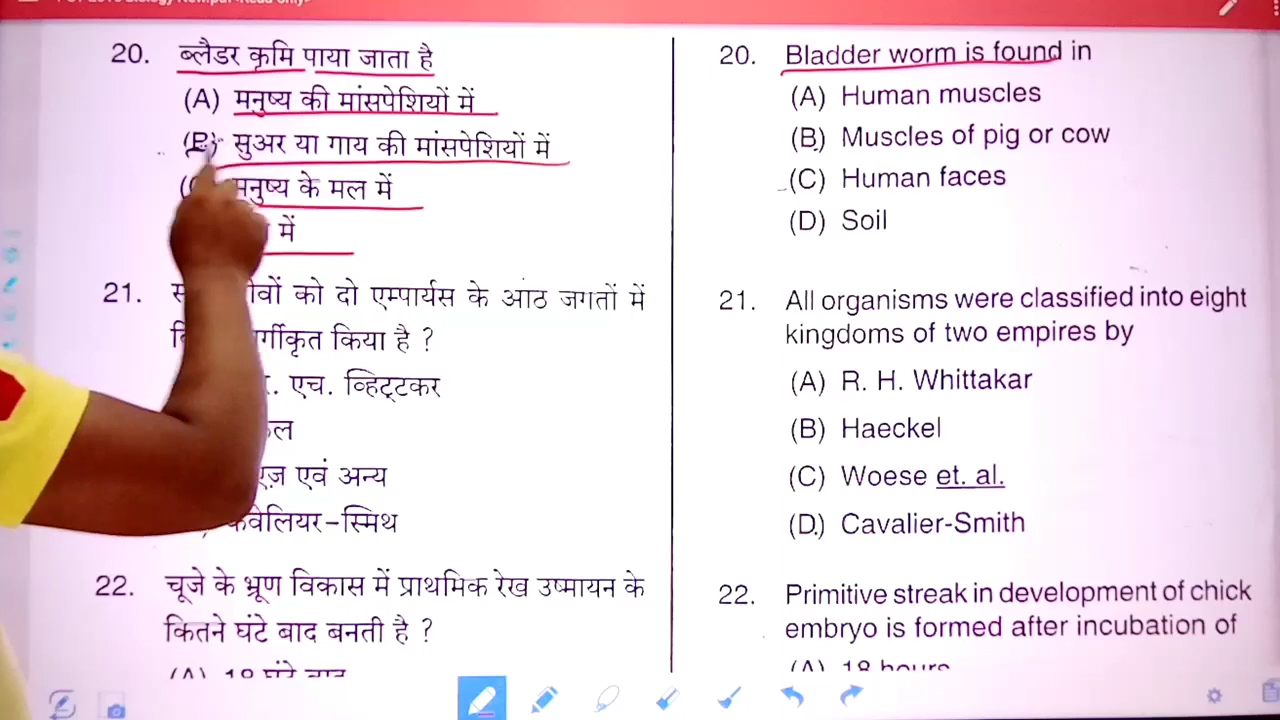 20. ब्लैडर कृमि पाया जाता है
(A) मनुष्य की मांसपेशियों में
(B) सुअर या गाय की मांसपेशियों में
मनुष्य के मल में
में
21.
को दो एम्पार्यस के आठ जगतों में
किया है ?
एच. व्हिट्टकर
एवं अन्य
कैवेलियर-स्मिथ
22. चूजे के भ्रूण विकास में प्राथमिक रेख उष्मायन के
कितने घंटे बाद बनती है ?
20. Bladder worm is found in
(A) Human muscles
(B) Muscles of pig or cow
(C) Human faces
(D) Soil
21. All organisms were classified into eight
kingdoms of two empires by
(A) R. H. Whittakar
(B) Haeckel
(C) Woese et. al.
(D) Cavalier-Smith
22. Primitive streak in development of chick
embryo is formed after incubation of
(A) 18 hours